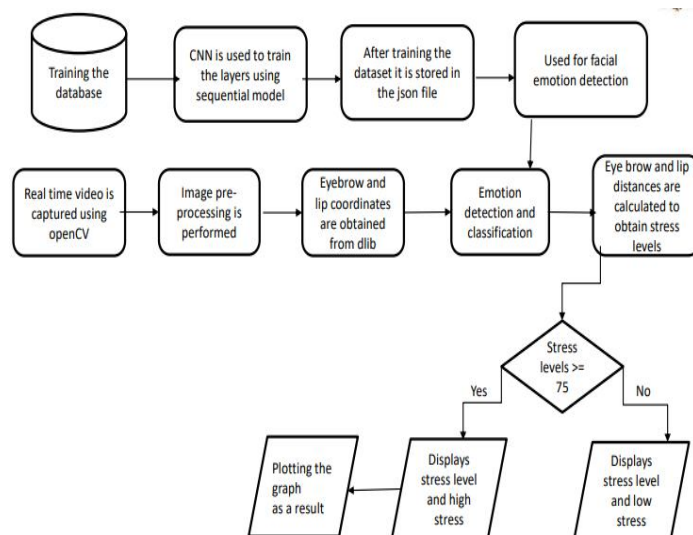 Training the
database
CNN is used to train
the layers using
sequential model
After training the
dataset it is stored in
the json file
Used for facial
emotion detection
Real time video is
captured using
openCV
Image pre-
processing is
performed
Eyebrow and
lip coordinates
are obtained
from dlib
Emotion
detection and
classification
Eye brow and lip
distances are
calculated to
obtain stress
levels
Stress
levels >=
75
Yes
No
Plotting the
graph
as a result
Displays
stress level
and high
stress
Displays
stress level
and low
stress